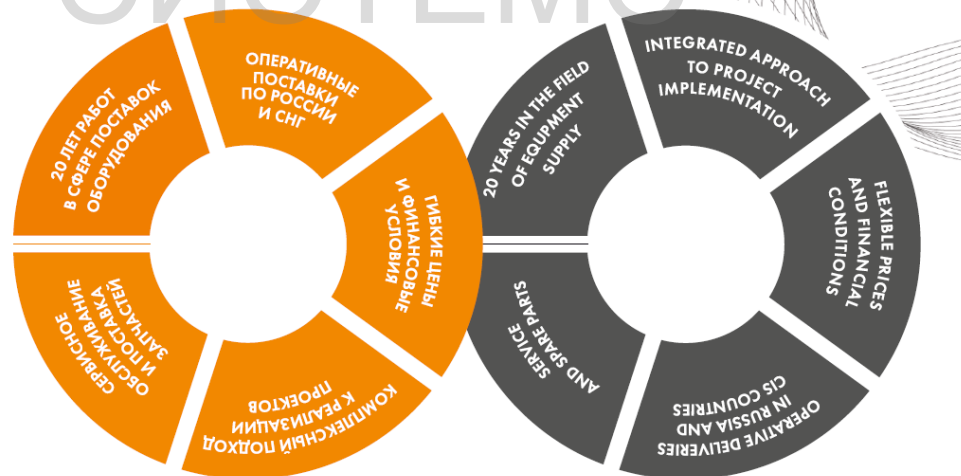 СИСТЕМС
20 ЛЕТ РАБОТ
В СФЕРЕ ПОСТАВОК
ОБОРУДОВАНИЯ
ОПЕРАТИВНЫЕ
ПОСТАВКИ
ПО РОССИИ
И СНГ
ГИБКИЕ ЦЕНЫ
И ФИНАНСОВЫЕ
УСЛОВИЯ
КОМПЛЕКСНЫЙ ПОДХОД
К РЕАЛИЗАЦИИ
ПРОЕКТОВ
СЕРВИСНОЕ
ОБСЛУЖИВАНИЕ
И ПОСТАВКА
ЗАПЧАСТЕЙ
20 YEARS IN THE FIELD
OF EQUPMENT
SUPPLY
INTEGRATED APPROACH
TO PROJECT
IMPLEMENTATION
FLEXIBLE PRICES
AND FINANCIAL
CONDITIONS
OPERATIVE DELIVERIES
IN RUSSIA AND
CIS COUNTRIES
SERVICE
AND SPARE PARTS